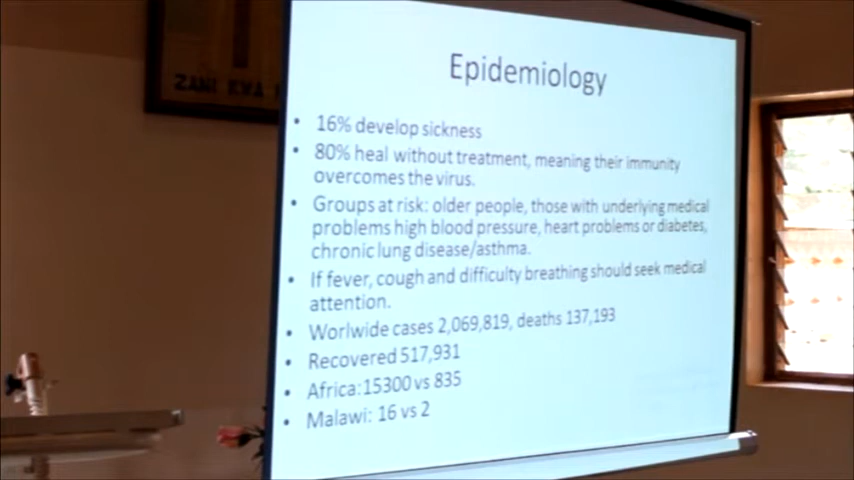 ZANI KWA
Epidemiology
• 16% develop sickness
• 80% heal without treatment, meaning their immunity
overcomes the virus.
• Groups at risk: older people, those with underlying medical
problems high blood pressure, heart problems or diabetes,
chronic lung disease/asthma.
• If fever, cough and difficulty breathing should seek medical
attention.
• Worlwide cases 2,069,819, deaths 137,193
• Recovered 517,931
• Africa:15300 vs 835
• Malawi: 16 vs 2